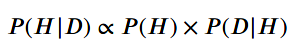 P(H|D) ∝ P(H) × P(D|H)